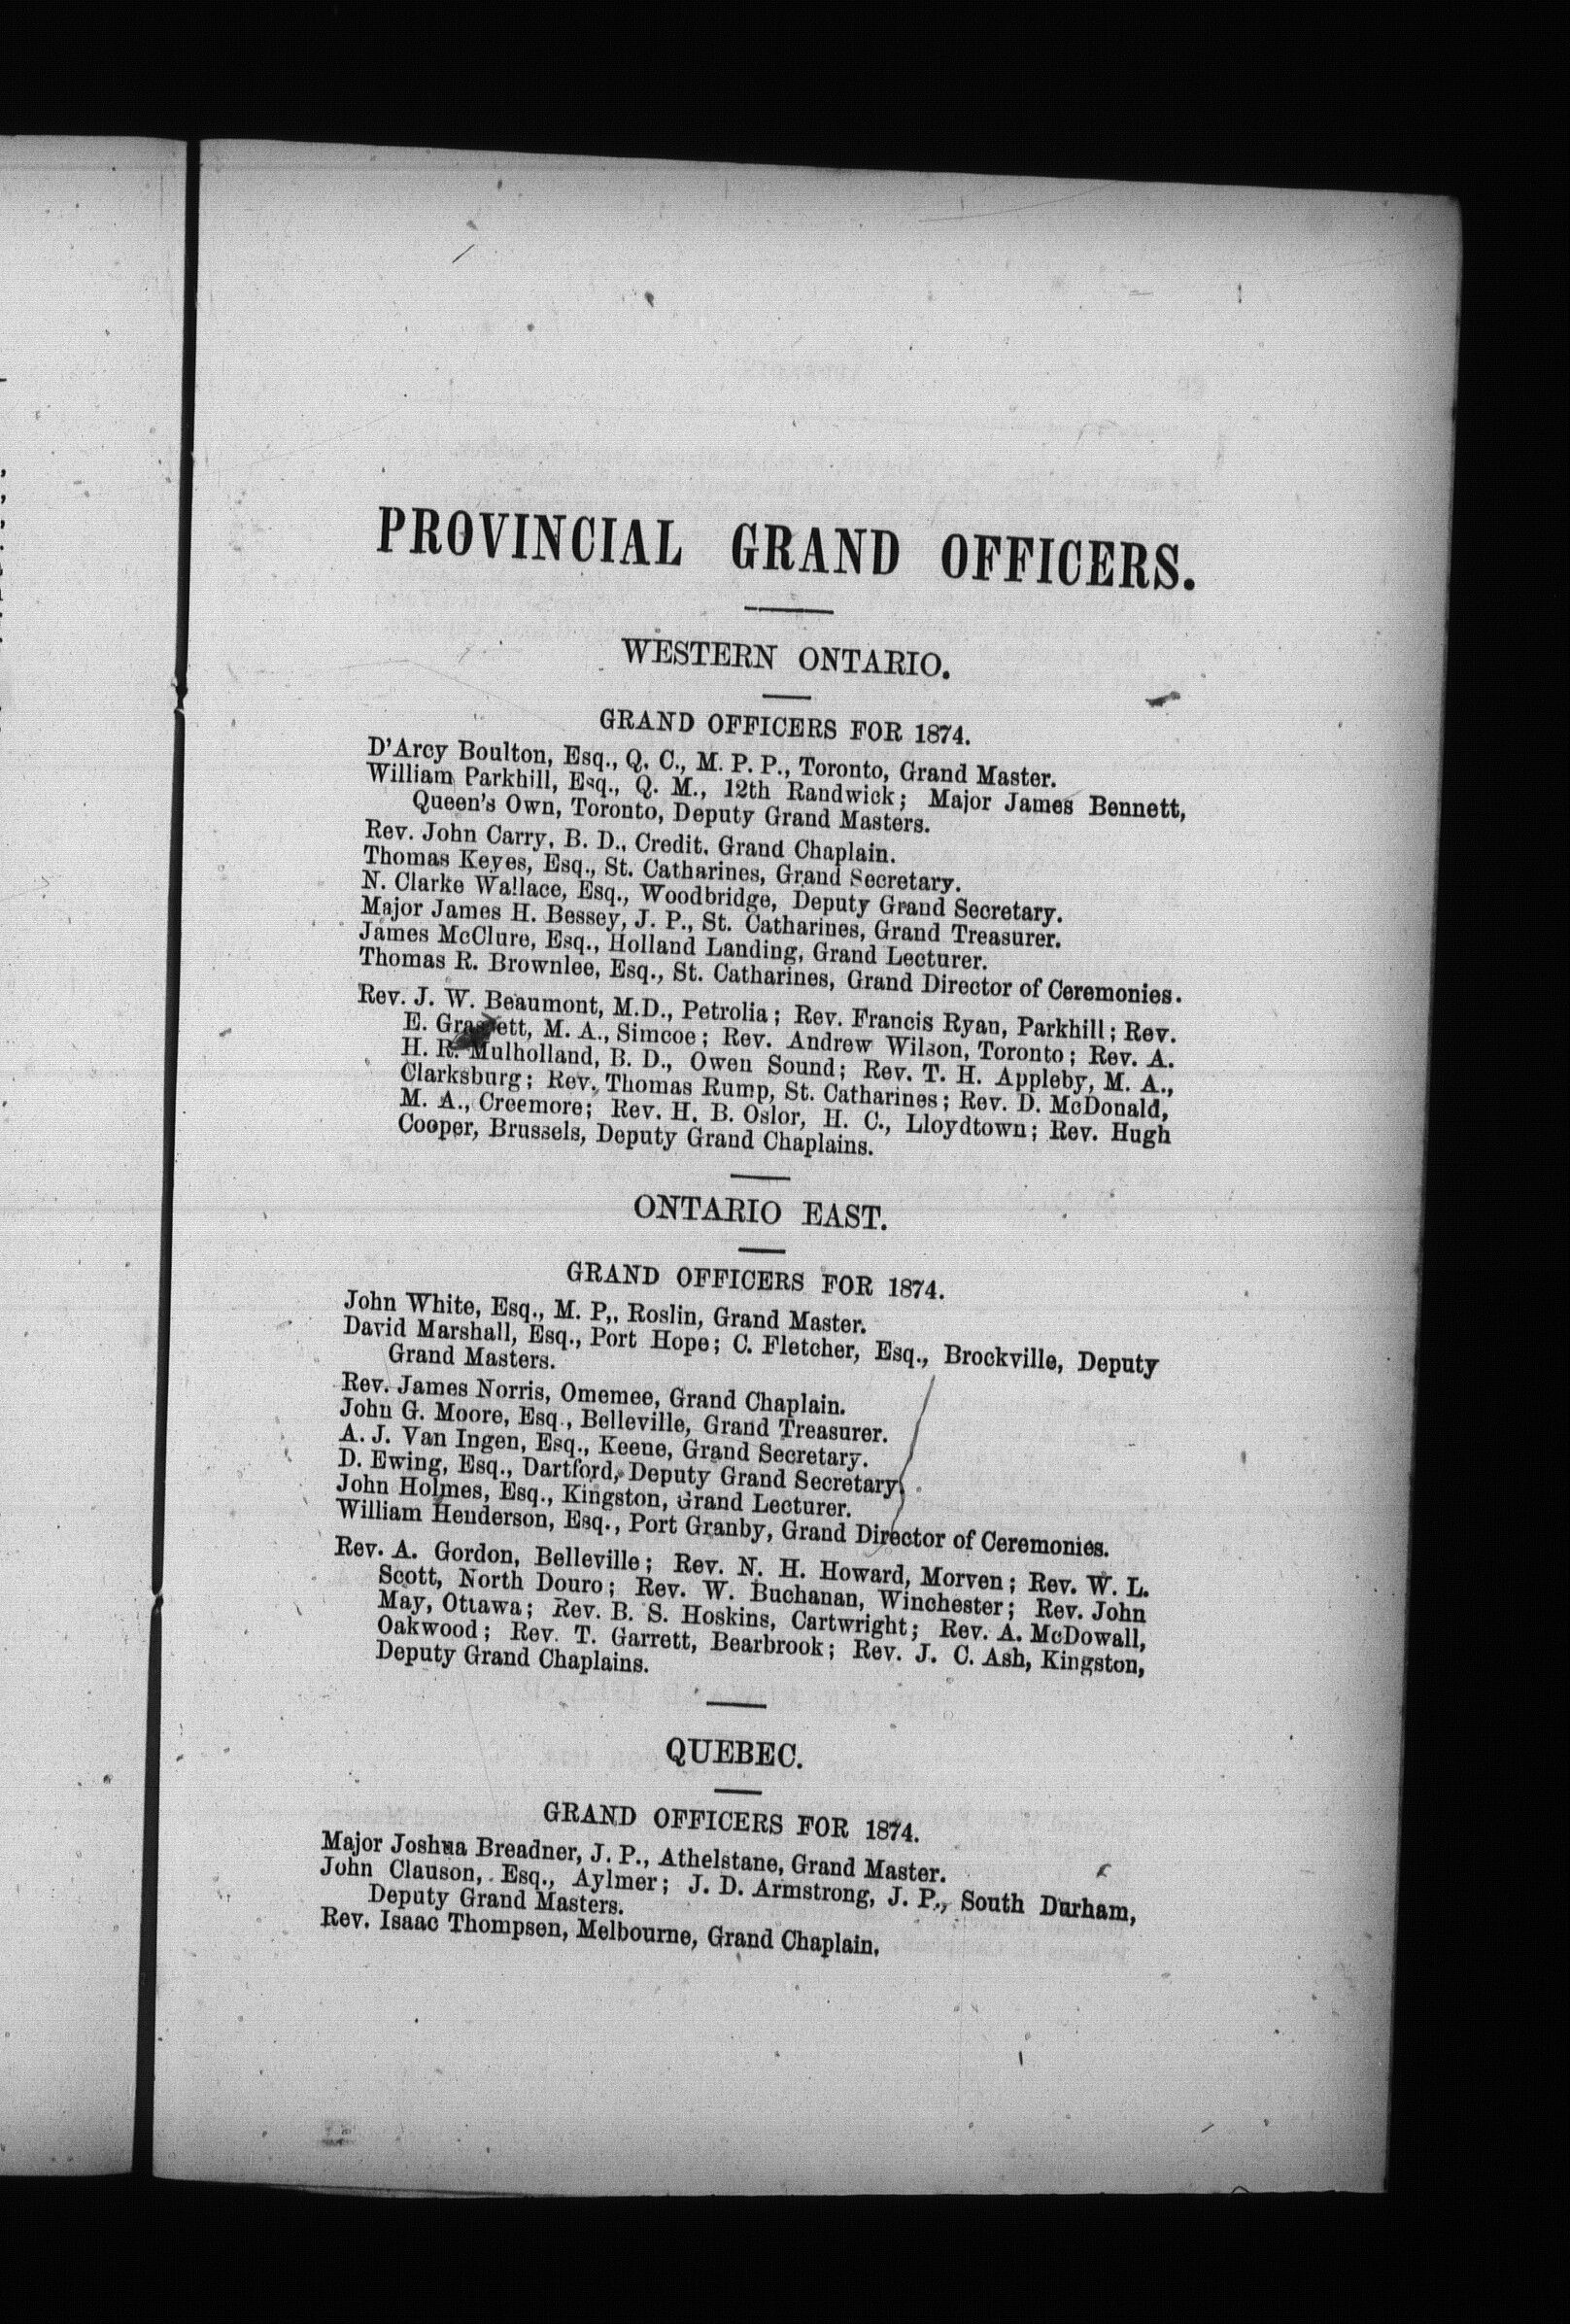 PROVINCIAL GRAND OFFICERS.
WESTERN ONTARIO.
GRAND OFFICERS FOR 1874.
D'Arcy Boulton, Esq., Q. C., M. P. P., Toronto, Grand Master.
William Parkhill, Esq., Q. M., 12th Randwick; Major James Bennett,
Queen's Own, Toronto, Deputy Grand Masters.
Rev. John Carry, B. D., Credit. Grand Chaplain.
Thomas Keyes, Esq., St. Catharines, Grand Secretary.
N. Clarke Wallace, Esq., Woodbridge, Deputy Grand Secretary.
Major James H. Bessey, J. P., St. Catharines, Grand Treasurer.
James McClure, Esq., Holland Landing, Grand Lecturer.
Thomas R. Brownlee, Esq., St. Catharines, Grand Director of Ceremonies.
Rev. J. W. Beaumont, M.D., Petrolia; Rev. Francis Ryan, Parkhill; Rev.
E. Grassett, M. A., Simcoe; Rev. Andrew Wilson, Toronto; Rev. A.
H. R. Mulholland, B. D., Owen Sound; Rev. T. H. Appleby, M. A.,
Clarksburg; Rev. Thomas Rump, St. Catharines; Rev. D. McDonald,
M. A., Creemore; Rev. H. B. Oslor, H. C., Lloydtown; Rev. Hugh
Cooper, Brussels, Deputy Grand Chaplains.
ONTARIO EAST.
GRAND OFFICERS FOR 1874.
John White, Esq., M. P,, Roslin, Grand Master.
David Marshall, Esq., Port Hope; C. Fletcher, Esq., Brockville, Deputy
Grand Masters.
Rev. James Norris, Omemee, Grand Chaplain.
John G. Moore, Esq., Belleville, Grand Treasurer.
A. J. Van Ingen, Esq., Keene, Grand Secretary.
D. Ewing, Esq., Dartford, Deputy Grand Secretary.
John Holmes, Esq., Kingston, Grand Lecturer.
William Henderson, Esq., Port Granby, Grand Director of Ceremonies.
Rev. A. Gordon, Belleville; Rev. N. H. Howard, Morven; Rev. W. L.
Scott, North Douro; Rev. W. Buchanan, Winchester; Rev. John
May, Ottawa; Rev. B. S. Hoskins, Cartwright; Rev. A. McDowall,
Oakwood; Rev. T. Garrett, Bearbrook; Rev. J. C. Ash, Kingston,
Deputy Grand Chaplains.
QUEBEC.
GRAND OFFICERS FOR 1874.
Major Joshua Breadner, J. P., Athelstane, Grand Master.
John Clauson, Esq., Aylmer; J. D. Armstrong, J. P., South Durham,
Deputy Grand Masters.
Rev. Isaac Thompsen, Melbourne, Grand Chaplain.